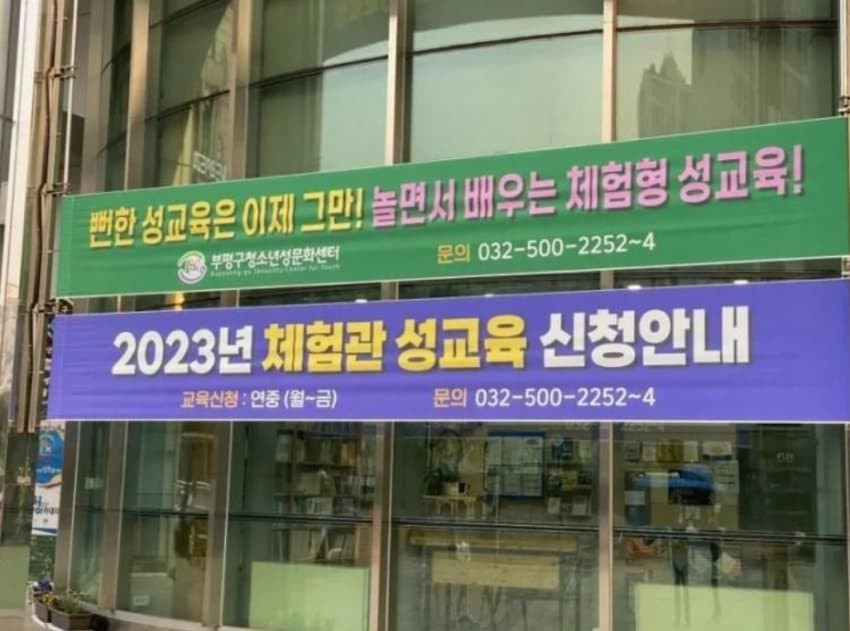 뻔한 성교육은 이제 그만! 놀면서 배우는 체험형 성교육!
부평구청소년성문화센터
문의 032-500-2252~4
2023년 체험관 성교육 신청안내
교육신청 : 연중 (월~금)
문의 032-500-2252~4